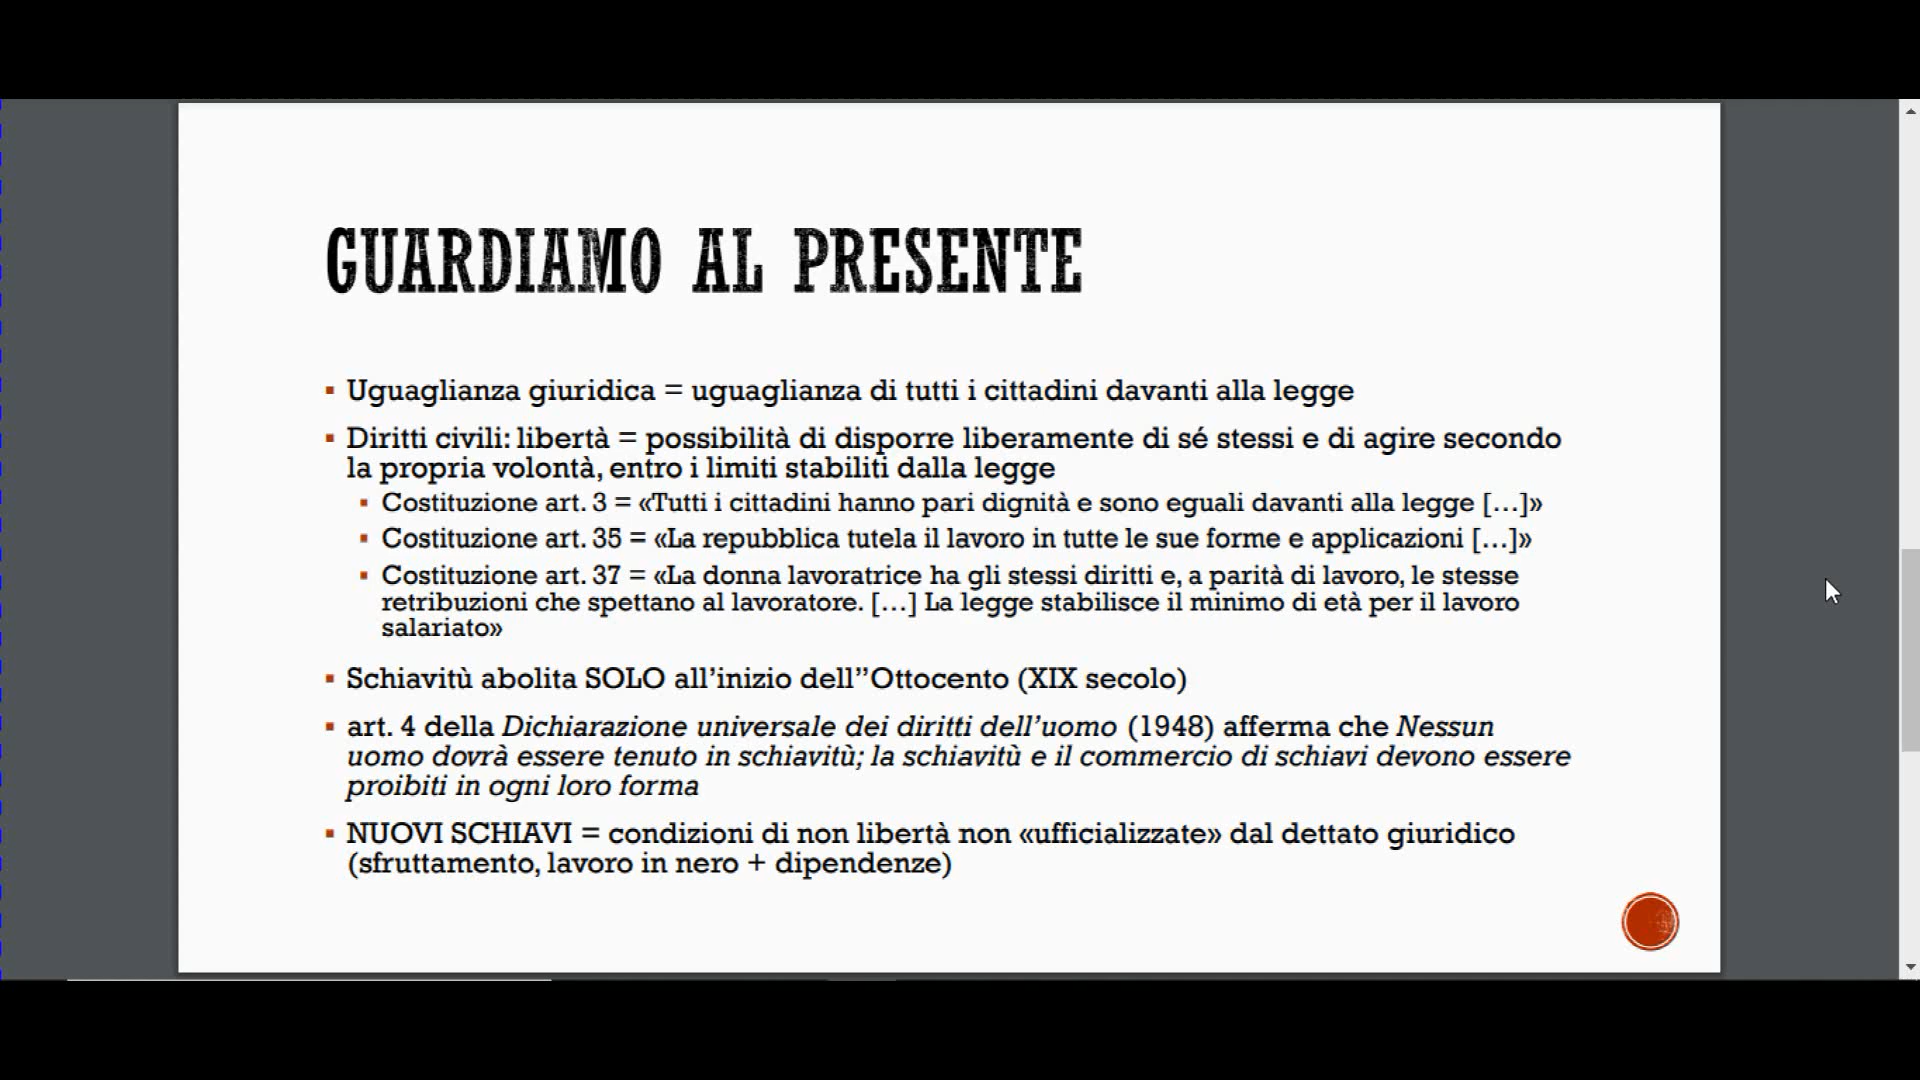 GUARDIAMO AL PRESENTE
▪ Uguaglianza giuridica = uguaglianza di tutti i cittadini davanti alla legge
▪ Diritti civili: libertà = possibilità di disporre liberamente di sé stessi e di agire secondo
la propria volontà, entro i limiti stabiliti dalla legge
▪ Costituzione art. 3 = «Tutti i cittadini hanno pari dignità e sono eguali davanti alla legge […]»
▪ Costituzione art. 35 = «La repubblica tutela il lavoro in tutte le sue forme e applicazioni […]»
▪ Costituzione art. 37 = «La donna lavoratrice ha gli stessi diritti e, a parità di lavoro, le stesse
retribuzioni che spettano al lavoratore. […] La legge stabilisce il minimo di età per il lavoro
salariato»
▪ Schiavitù abolita SOLO all’inizio dell’’Ottocento (XIX secolo)
▪ art. 4 della Dichiarazione universale dei diritti dell’uomo (1948) afferma che Nessun
uomo dovrà essere tenuto in schiavitù; la schiavitù e il commercio di schiavi devono essere
proibiti in ogni loro forma
▪ NUOVI SCHIAVI = condizioni di non libertà non «ufficializzate» dal dettato giuridico
(sfruttamento, lavoro in nero + dipendenze)